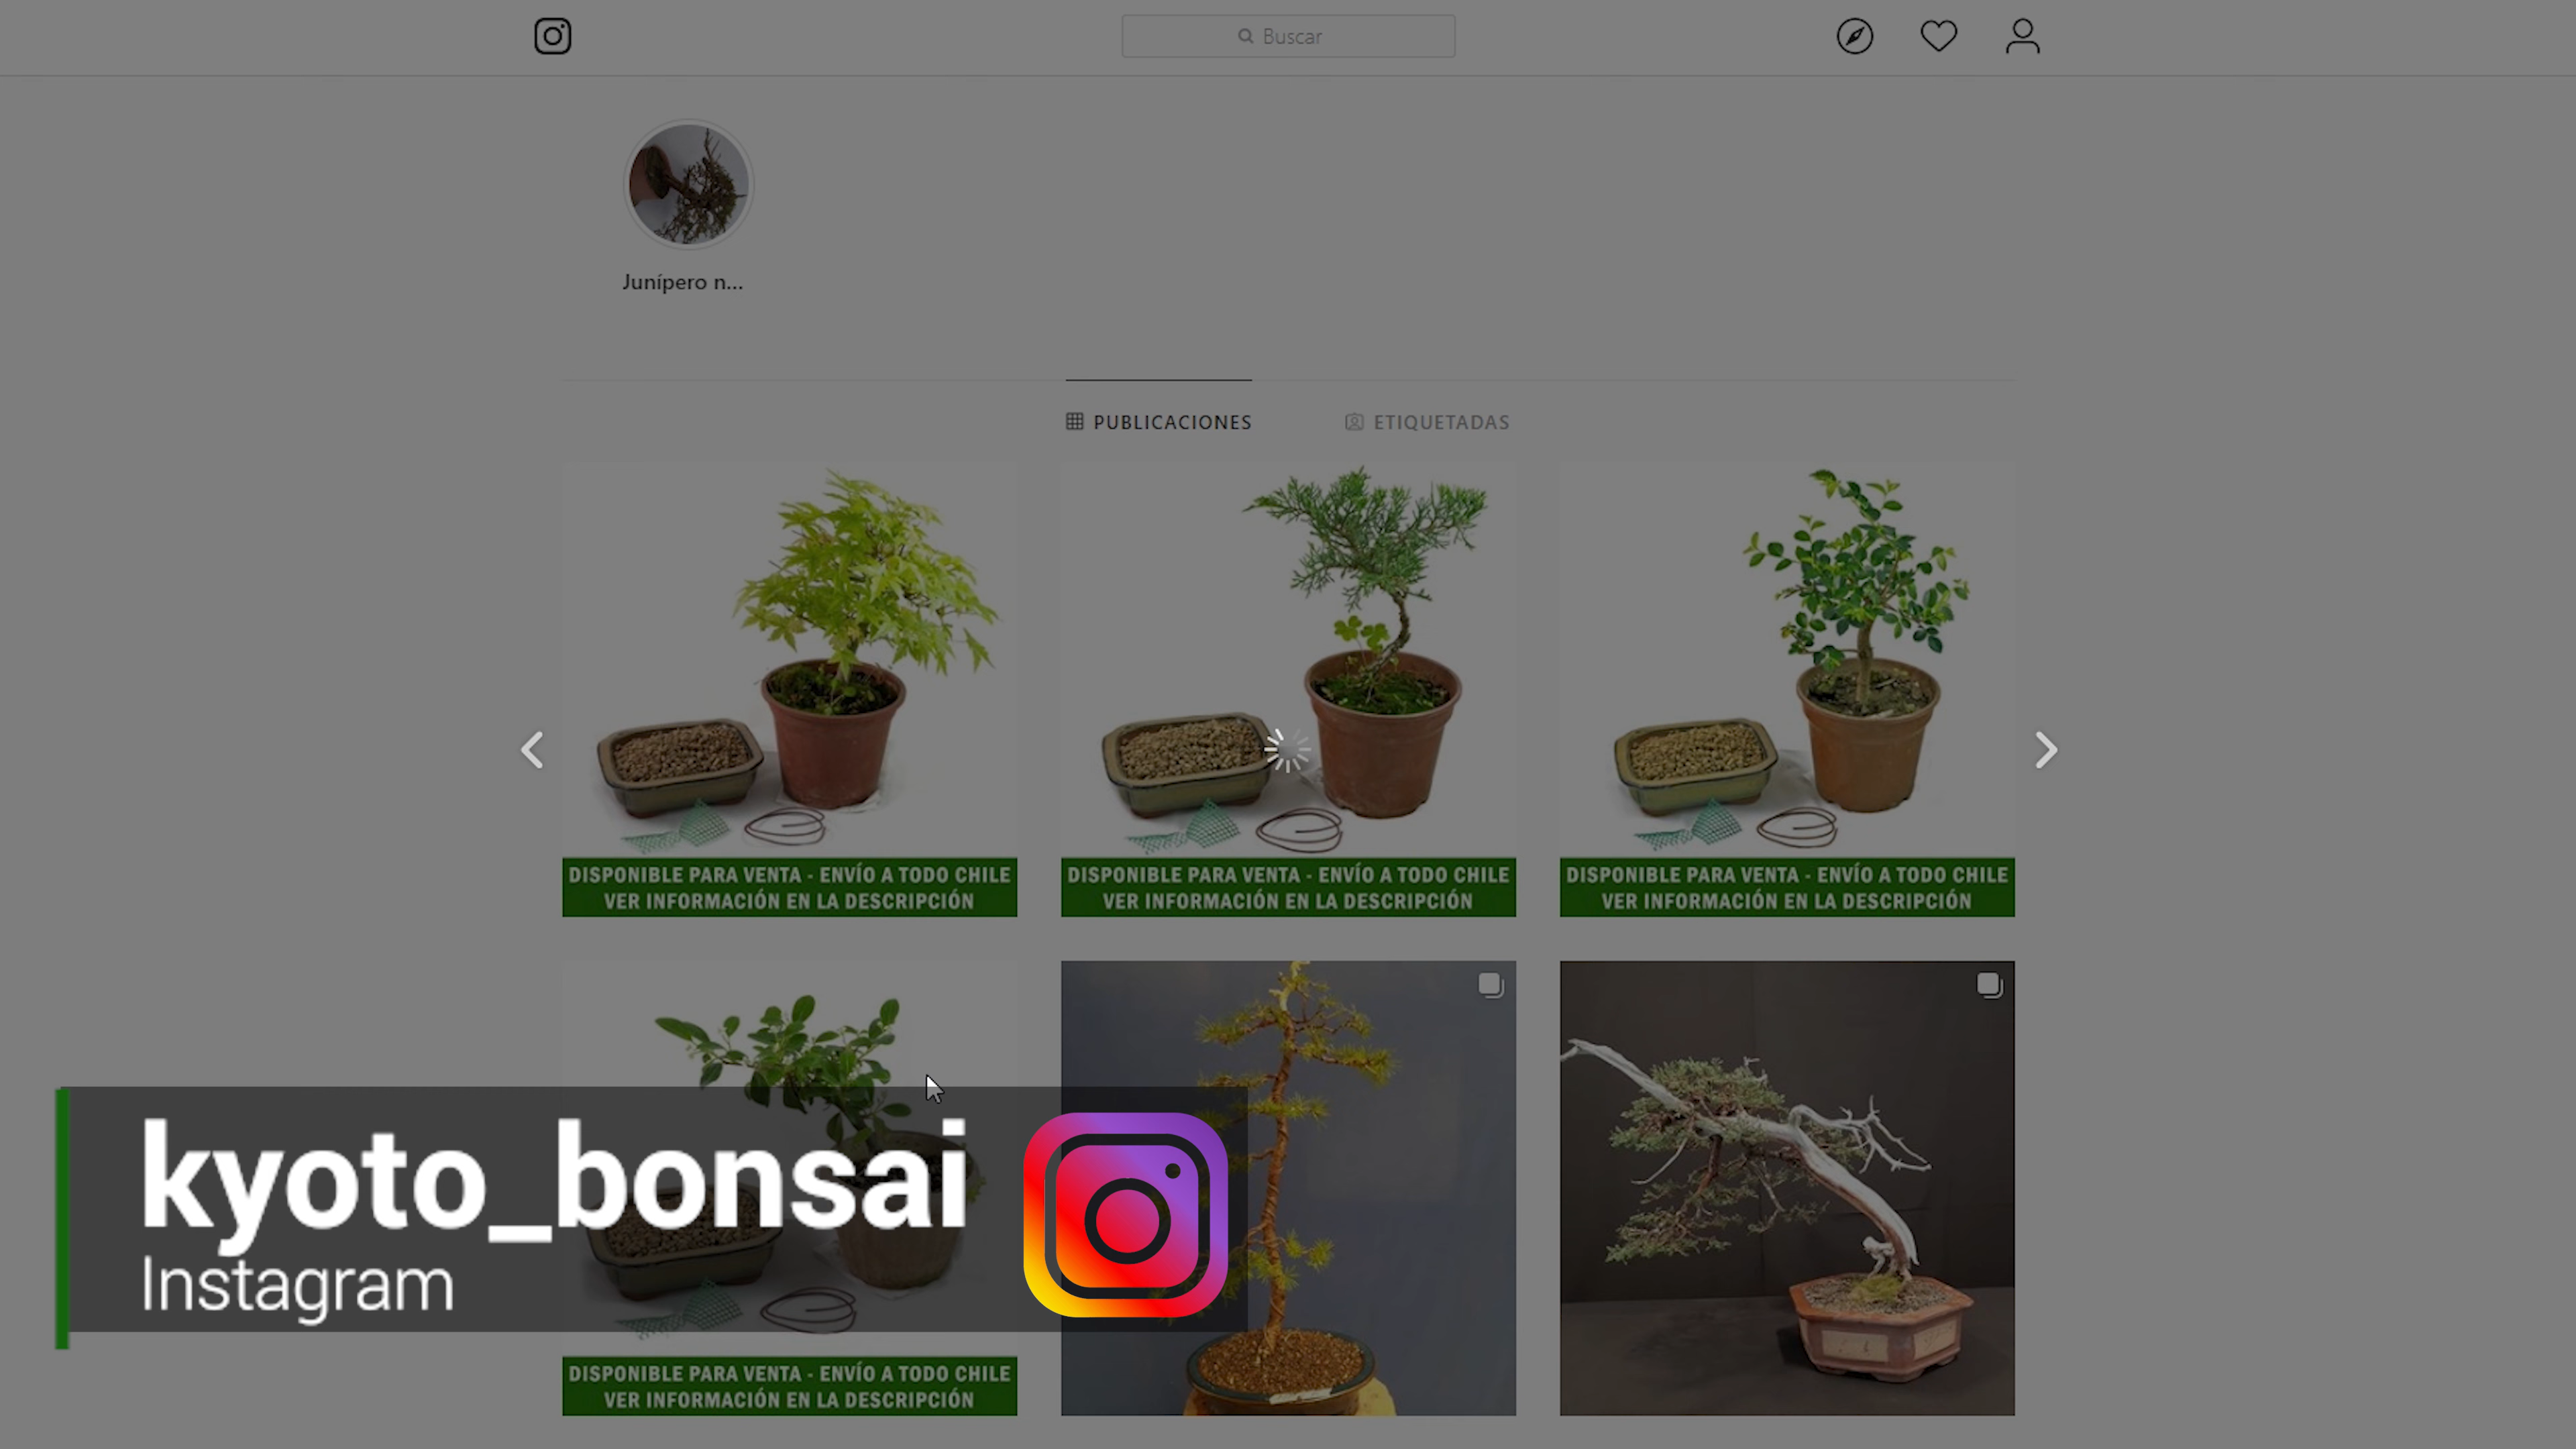 Buscar
Junípero n...
PUBLICACIONES
ETIQUETADAS
DISPONIBLE PARA VENTA - ENVÍO A TODO CHILE
VER INFORMACIÓN EN LA DESCRIPCIÓN
DISPONIBLE PARA VENTA - ENVÍO A TODO CHILE
VER INFORMACIÓN EN LA DESCRIPCIÓN
DISPONIBLE PARA VENTA - ENVÍO A TODO CHILE
VER INFORMACIÓN EN LA DESCRIPCIÓN
kyoto_bonsai
Instagram
DISPONIBLE PARA VENTA - ENVÍO A TODO CHILE
VER INFORMACIÓN EN LA DESCRIPCIÓN